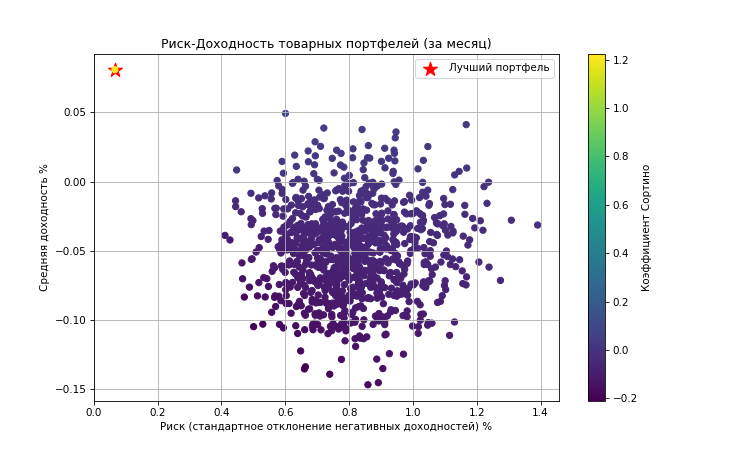 Риск-Доходность товарных портфелей (за месяц)
Лучший портфель
Средняя доходность %
0.05
0.00
−0.05
−0.10
−0.15
0.0 0.2 0.4 0.6 0.8 1.0 1.2 1.4
Риск (стандартное отклонение негативных доходностей) %
1.2
1.0
0.8
0.6
0.4
0.2
0.0
−0.2
Коэффициент Сортино